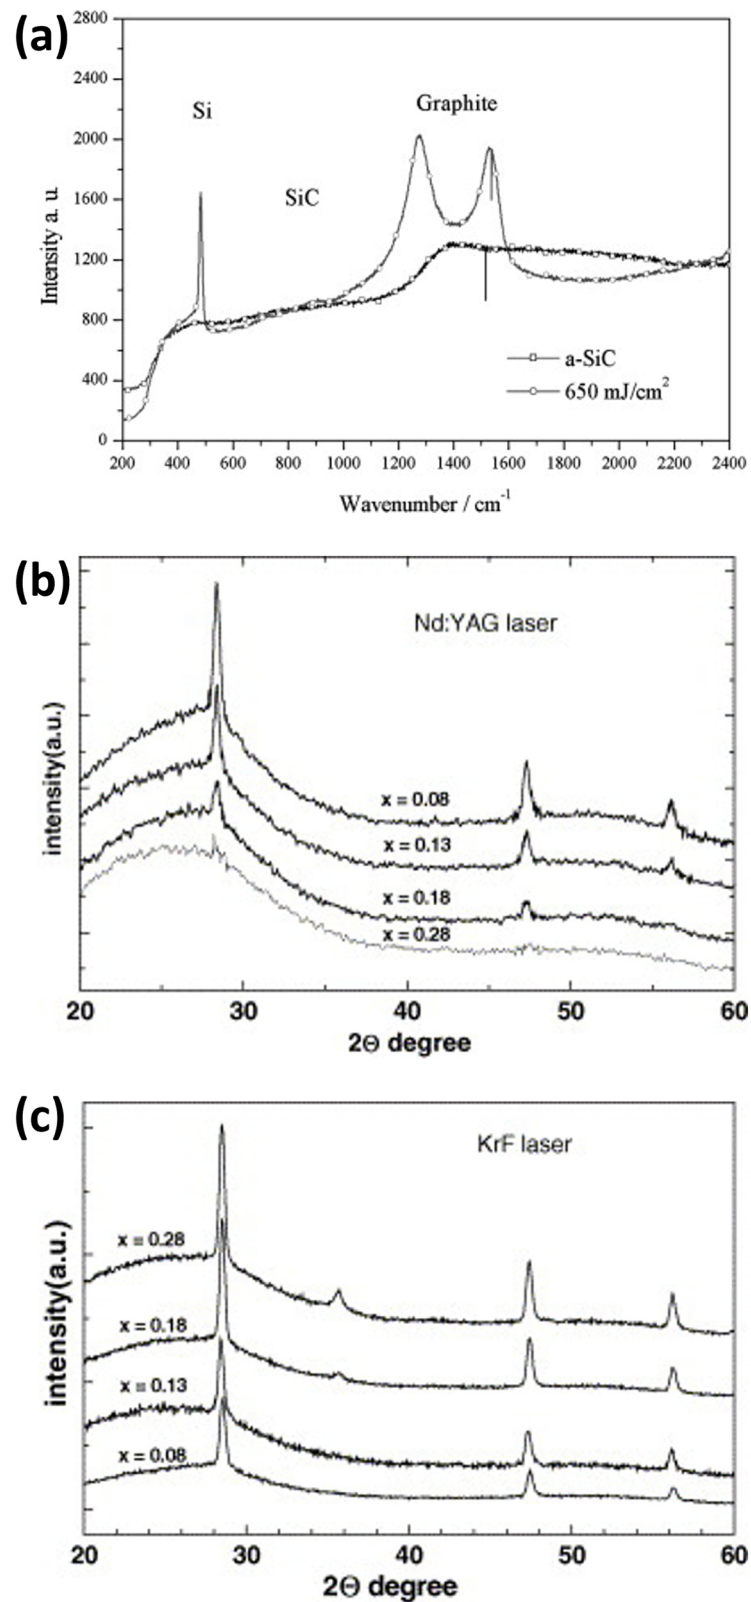 (a)
2800
2400
2000
1600
1200
800
400
0
Intensity a. u.
Si
SiC
Graphite
a-SiC
650 mJ/cm²
200 400 600 800 1000 1200 1400 1600 1800 2000 2200 2400
Wavenumber / cm⁻¹
(b)
Nd:YAG laser
intensity(a.u.)
x = 0.08
x = 0.13
x = 0.18
x = 0.28
20 30 40 50 60
2Θ degree
(c)
KrF laser
intensity(a.u.)
x = 0.28
x = 0.18
x = 0.13
x = 0.08
20 30 40 50 60
2Θ degree